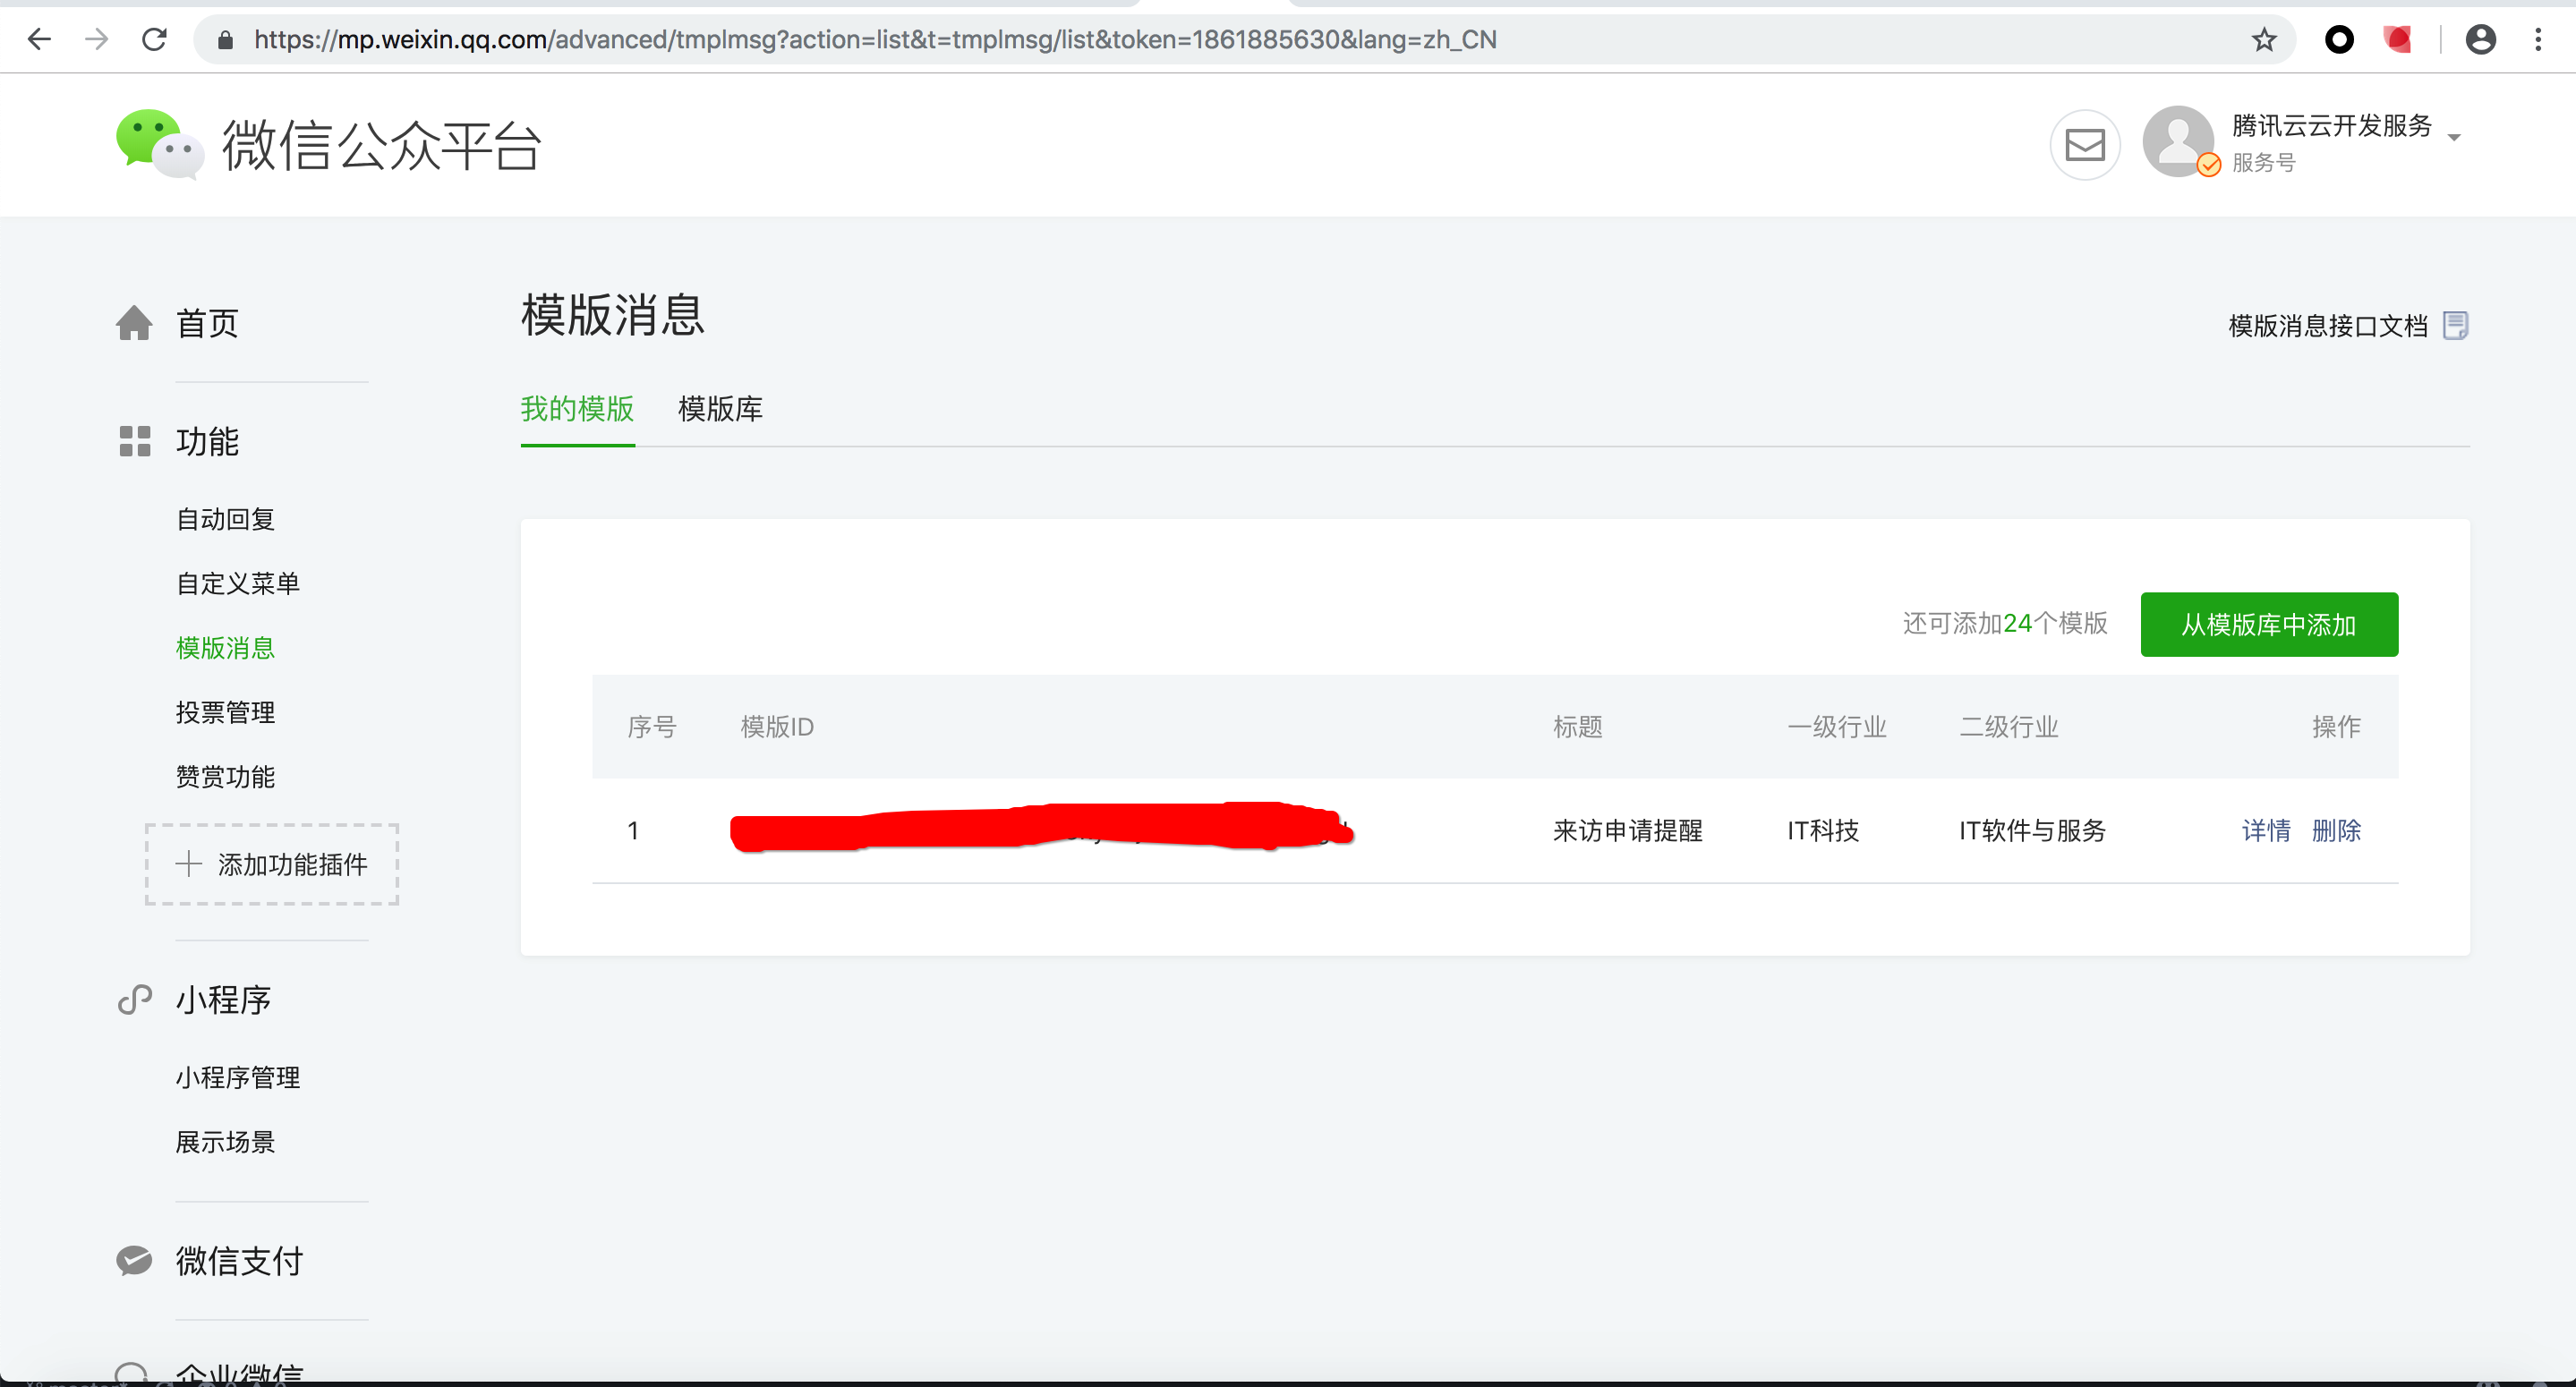 https://mp.weixin.qq.com/advanced/tmplmsg?action=list&t=tmplmsg/list&token=1861885630&lang=zh_CN
微信公众平台
腾讯云云开发服务
服务号
首页
功能
自动回复
自定义菜单
模版消息
投票管理
赞赏功能
添加功能插件
小程序
小程序管理
展示场景
微信支付
企业微信
模版消息
模版消息接口文档
我的模版 模版库
还可添加24个模版 从模版库中添加
序号 模版ID 标题 一级行业 二级行业 操作
1 来访申请提醒 IT科技 IT软件与服务 详情 删除